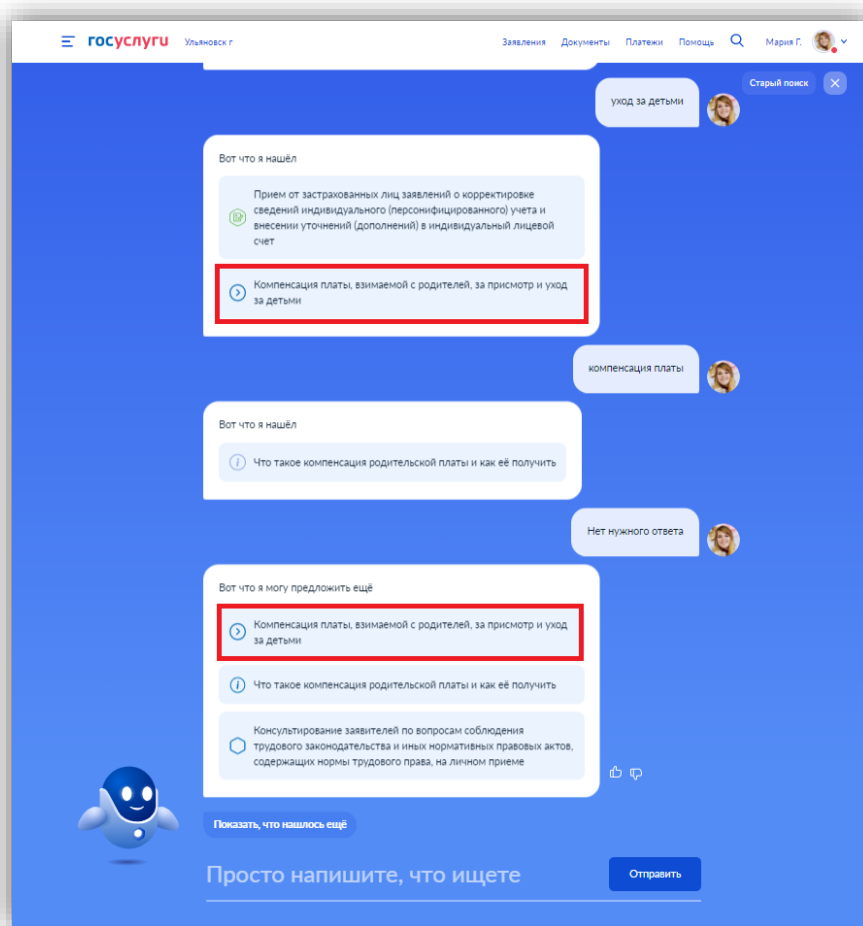 госуслуги Ульяновск г Заявления Документы Платежи Помощь Мария Г.
Старый поиск
уход за детьми
Вот что я нашёл
Прием от застрахованных лиц заявлений о корректировке
сведений индивидуального (персонифицированного) учета и
внесении уточнений (дополнений) в индивидуальный лицевой
счет
Компенсация платы, взимаемой с родителей, за присмотр и уход
за детьми
компенсация платы
Вот что я нашёл
Что такое компенсация родительской платы и как её получить
Нет нужного ответа
Вот что я могу предложить ещё
Компенсация платы, взимаемой с родителей, за присмотр и уход
за детьми
Что такое компенсация родительской платы и как её получить
Консультирование заявителей по вопросам соблюдения
трудового законодательства и иных нормативных правовых актов,
содержащих нормы трудового права, на личном приеме
Показать, что нашлось ещё
Просто напишите, что ищете
Отправить